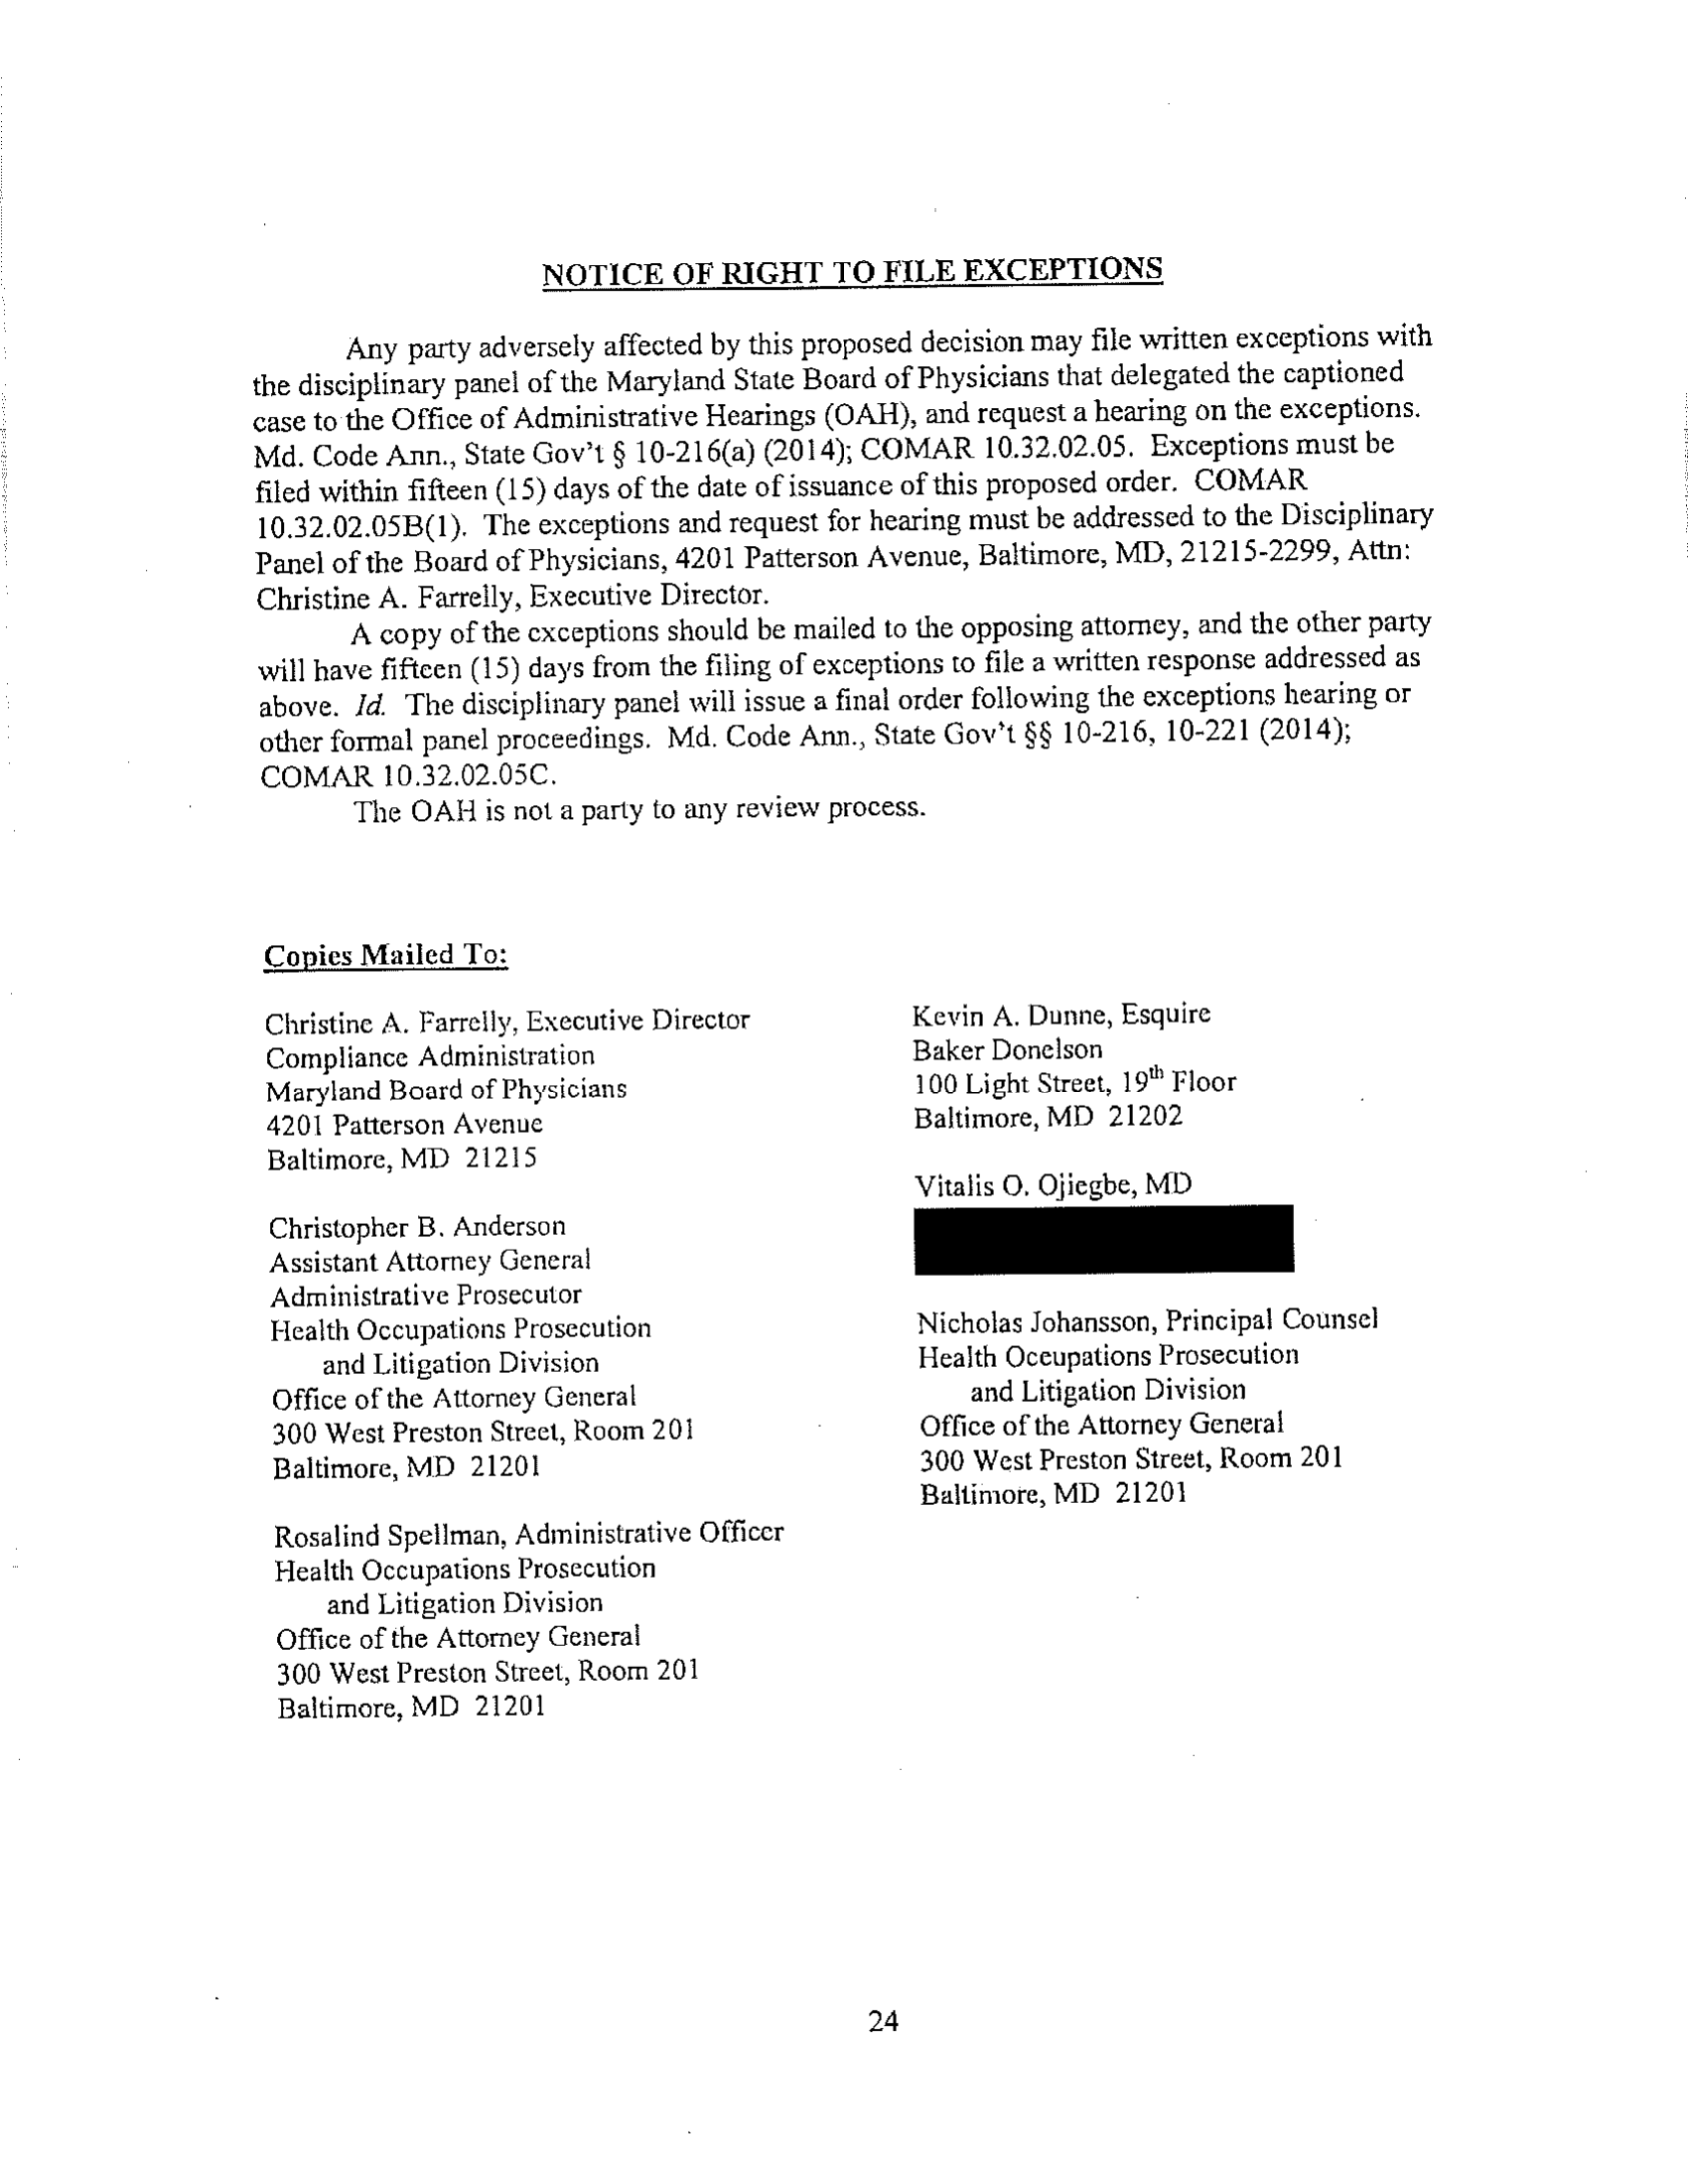 NOTICE OF RIGHT TO FILE EXCEPTIONS
Any party adversely affected by this proposed decision may file written exceptions with
the disciplinary panel of the Maryland State Board of Physicians that delegated the captioned
case to the Office of Administrative Hearings (OAH), and request a hearing on the exceptions.
Md. Code Ann., State Gov't § 10-216(a) (2014); COMAR 10.32.02.05. Exceptions must be
filed within fifteen (15) days of the date of issuance of this proposed order. COMAR
10.32.02.05B(1). The exceptions and request for hearing must be addressed to the Disciplinary
Panel of the Board of Physicians, 4201 Patterson Avenue, Baltimore, MD, 21215-2299, Attn:
Christine A. Farrelly, Executive Director.
A copy of the exceptions should be mailed to the opposing attorney, and the other party
will have fifteen (15) days from the filing of exceptions to file a written response addressed as
above. Id. The disciplinary panel will issue a final order following the exceptions hearing or
other formal panel proceedings. Md. Code Ann., State Gov't §§ 10-216, 10-221 (2014);
COMAR 10.32.02.05C.
The OAH is not a party to any review process.
Copies Mailed To:
Christine A. Farrelly, Executive Director
Compliance Administration
Maryland Board of Physicians
4201 Patterson Avenue
Baltimore, MD 21215
Christopher B. Anderson
Assistant Attorney General
Administrative Prosecutor
Health Occupations Prosecution
and Litigation Division
Office of the Attorney General
300 West Preston Street, Room 201
Baltimore, MD 21201
Rosalind Spellman, Administrative Officer
Health Occupations Prosecution
and Litigation Division
Office of the Attorney General
300 West Preston Street, Room 201
Baltimore, MD 21201
Kevin A. Dunne, Esquire
Baker Donelson
100 Light Street, 19th Floor
Baltimore, MD 21202
Vitalis O. Ojiegbe, MD
Nicholas Johansson, Principal Counsel
Health Occupations Prosecution
and Litigation Division
Office of the Attorney General
300 West Preston Street, Room 201
Baltimore, MD 21201
24